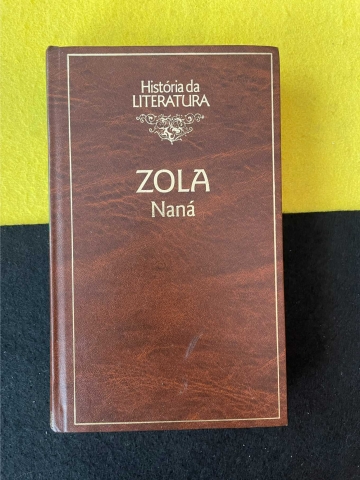 História da
LITERATURA
ZOLA
Naná